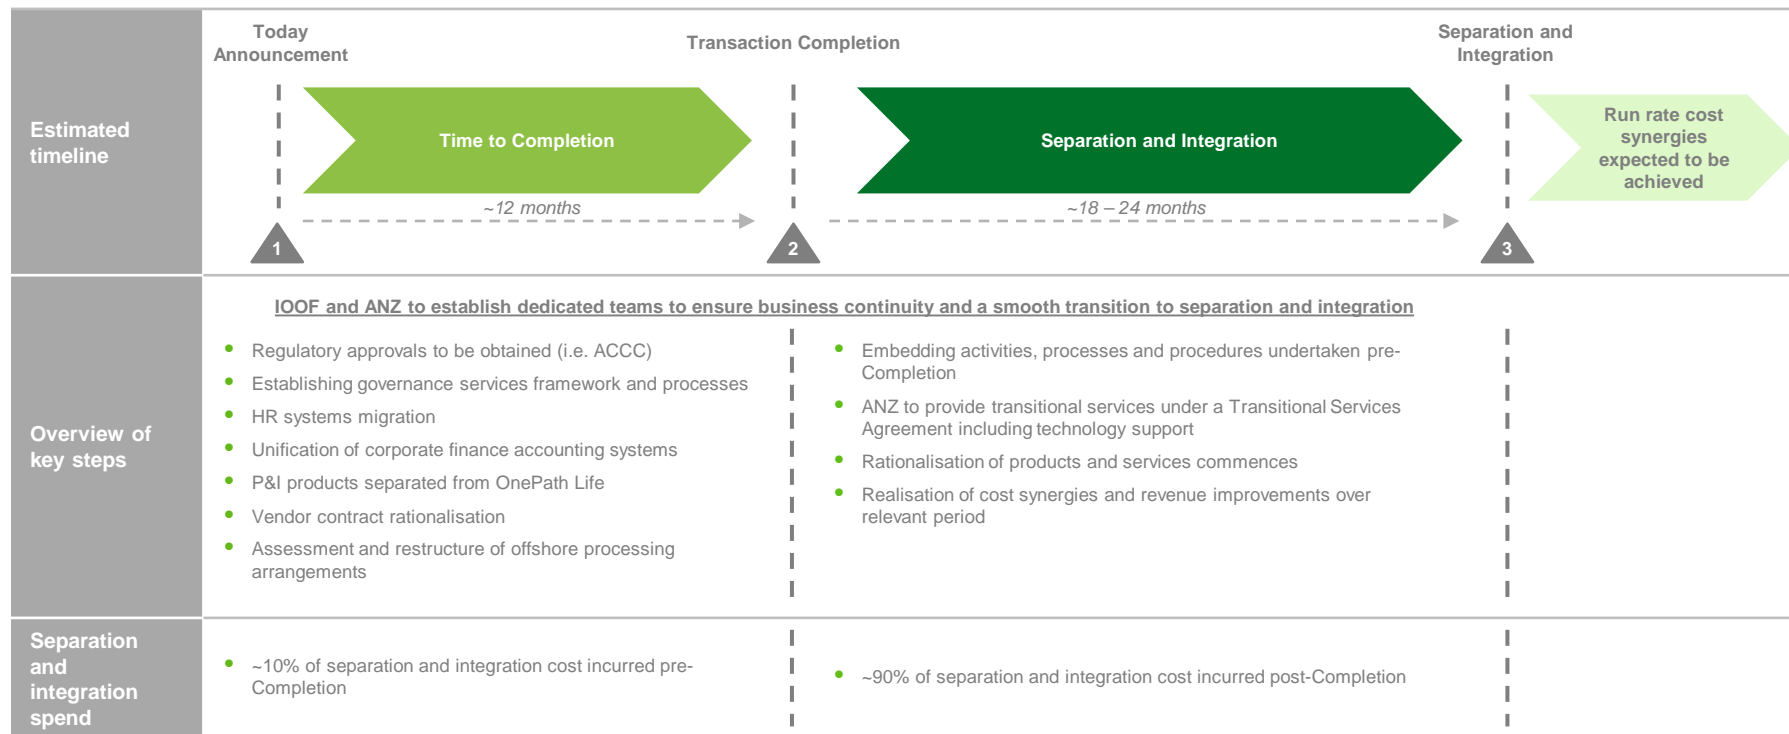 Today
Announcement
Transaction Completion
Separation and
Integration
Estimated
timeline
Time to Completion
Separation and Integration
Run rate cost
synergies
expected to be
achieved
~12 months
~18 – 24 months
1
2
3
Overview of
key steps
IOOF and ANZ to establish dedicated teams to ensure business continuity and a smooth transition to separation and integration
• Regulatory approvals to be obtained (i.e. ACCC)
• Establishing governance services framework and processes
• HR systems migration
• Unification of corporate finance accounting systems
• P&I products separated from OnePath Life
• Vendor contract rationalisation
• Assessment and restructure of offshore processing
arrangements
• Embedding activities, processes and procedures undertaken pre-
Completion
• ANZ to provide transitional services under a Transitional Services
Agreement including technology support
• Rationalisation of products and services commences
• Realisation of cost synergies and revenue improvements over
relevant period
Separation
and
integration
spend
• ~10% of separation and integration cost incurred pre-
Completion
• ~90% of separation and integration cost incurred post-Completion